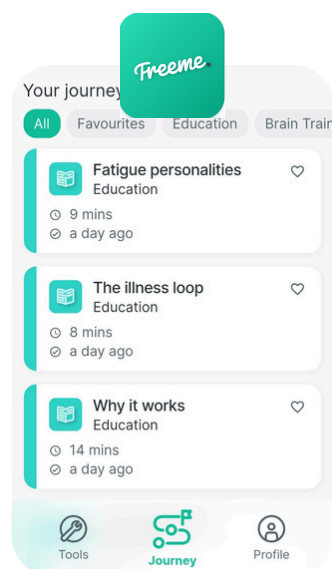 Freeme.
Your journey
All Favourites Education Brain Train
Fatigue personalities
Education
9 mins
a day ago
The illness loop
Education
8 mins
a day ago
Why it works
Education
14 mins
a day ago
Tools Journey Profile